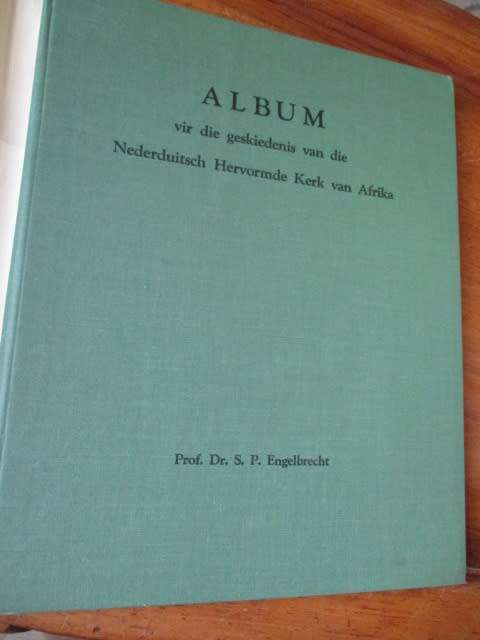 ALBUM
vir die geskiedenis van die
Nederduitsch Hervormde Kerk van Afrika
Prof. Dr. S. P. Engelbrecht